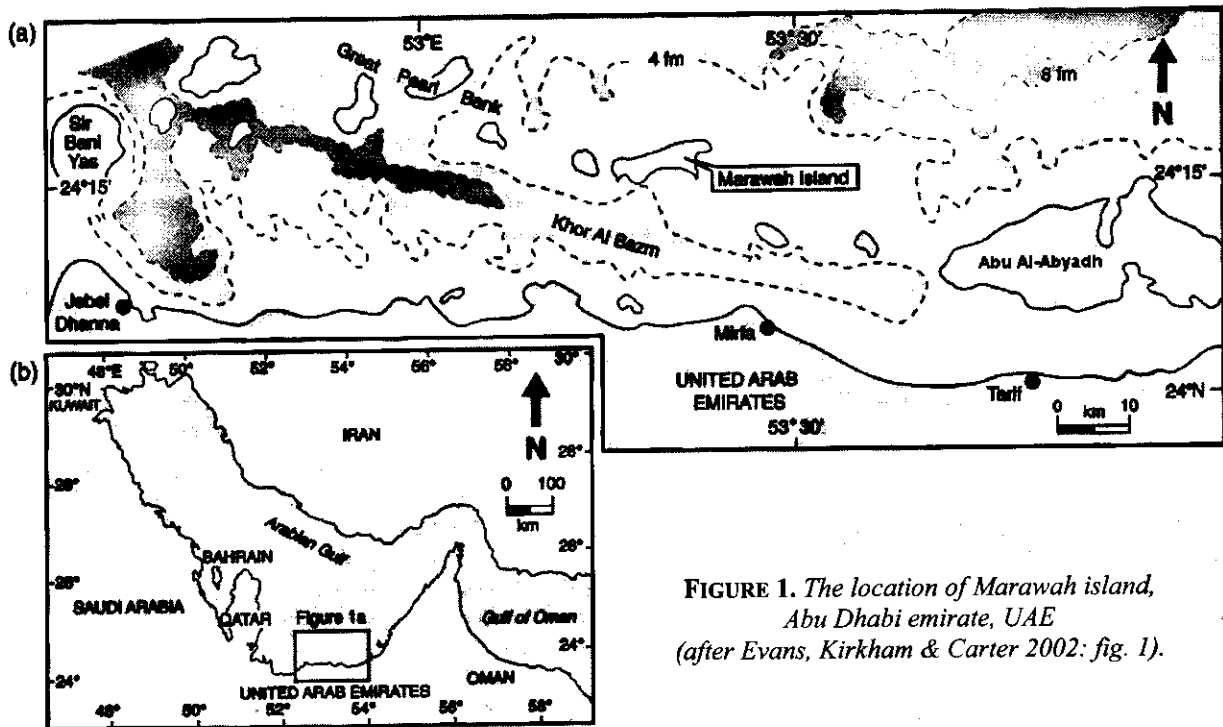 (a)
53°E
53°30'
Great Pearl Bank
4 fm
6 fm
N
Sir
Bani
Yas
24°15'
Marawah Island
24°15'
Khor Al Bazm
Abu Al-Abyadh
Jebel
Dhanna
Mirfa
UNITED ARAB
EMIRATES
Tarif
24°N
0 km 10
53°30'
(b)
48°E 50° 52° 54° 56° 58° 30°
30°N
KUWAIT
IRAN
N
28°
28°
0 100
km
Arabian Gulf
BAHRAIN
26°
SAUDI ARABIA
QATAR
Figure 1a
Gulf of Oman
24°
24°
UNITED ARAB EMIRATES
OMAN
48° 50° 52° 54° 56° 58°
FIGURE 1. The location of Marawah island,
Abu Dhabi emirate, UAE
(after Evans, Kirkham & Carter 2002: fig. 1).